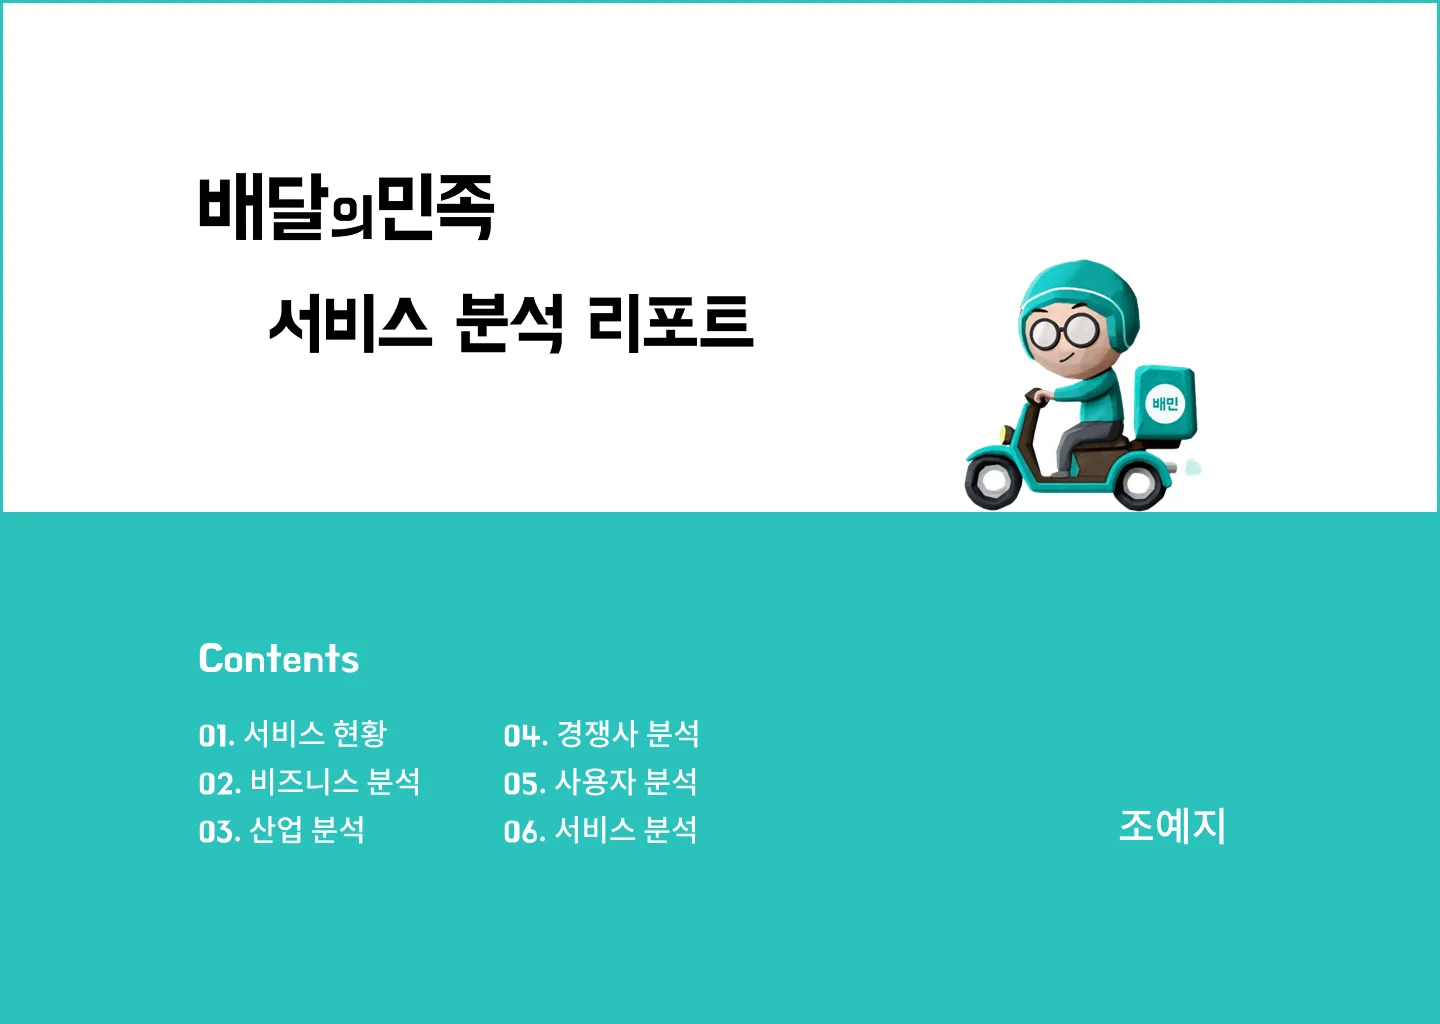 배달의민족
서비스 분석 리포트
배민
Contents
01. 서비스 현황
02. 비즈니스 분석
03. 산업 분석
04. 경쟁사 분석
05. 사용자 분석
06. 서비스 분석
조예지